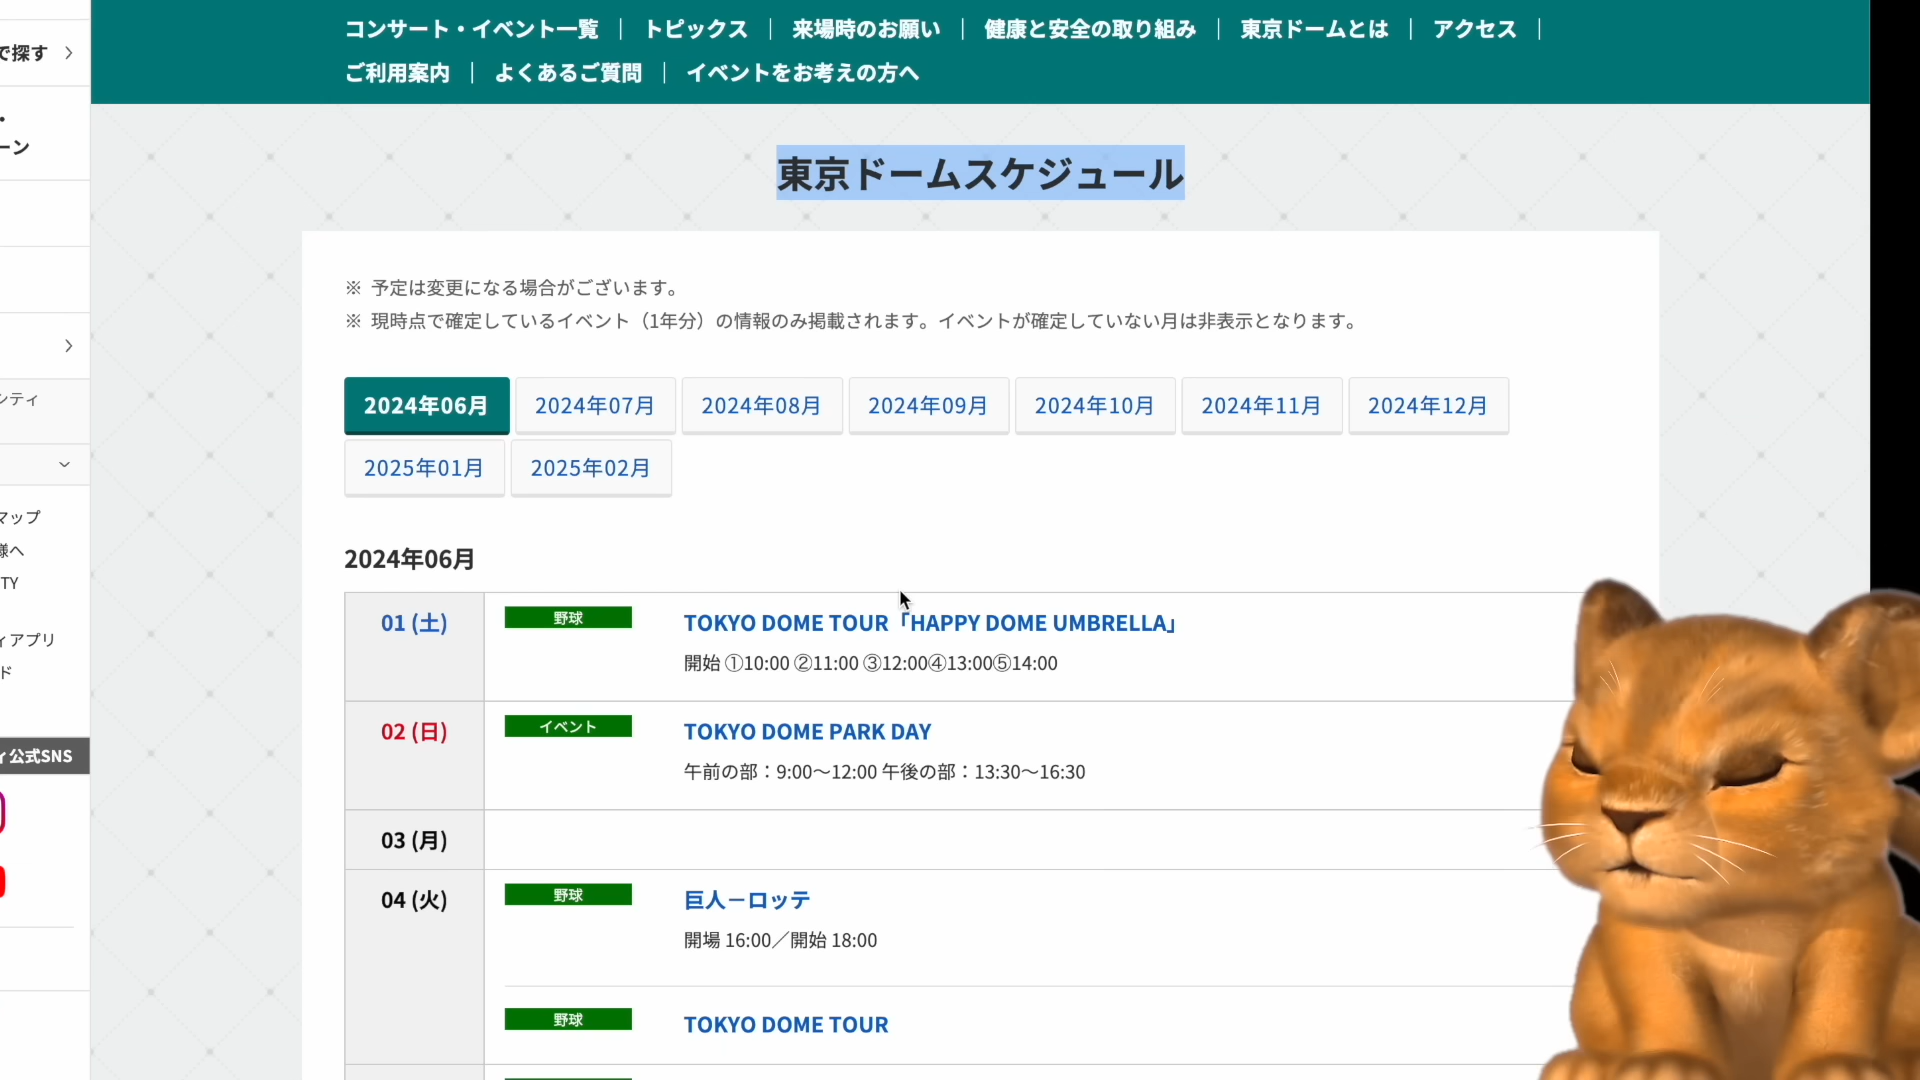 コンサート・イベント一覧 | トピックス | 来場時のお願い | 健康と安全の取り組み | 東京ドームとは | アクセス |
ご利用案内 | よくあるご質問 | イベントをお考えの方へ
で探す
ーン
東京ドームスケジュール
※ 予定は変更になる場合がございます。
※ 現時点で確定しているイベント（1年分）の情報のみ掲載されます。イベントが確定していない月は非表示となります。
シティ
2024年06月 2024年07月 2024年08月 2024年09月 2024年10月 2024年11月 2024年12月
2025年01月 2025年02月
マップ
様へ
TY
ィアプリ
ド
ィ公式SNS
2024年06月
01 (土) 野球 TOKYO DOME TOUR「HAPPY DOME UMBRELLA」
開始 ①10:00 ②11:00 ③12:00④13:00⑤14:00
02 (日) イベント TOKYO DOME PARK DAY
午前の部：9:00～12:00 午後の部：13:30～16:30
03 (月)
04 (火) 野球 巨人－ロッテ
開場 16:00／開始 18:00
野球 TOKYO DOME TOUR